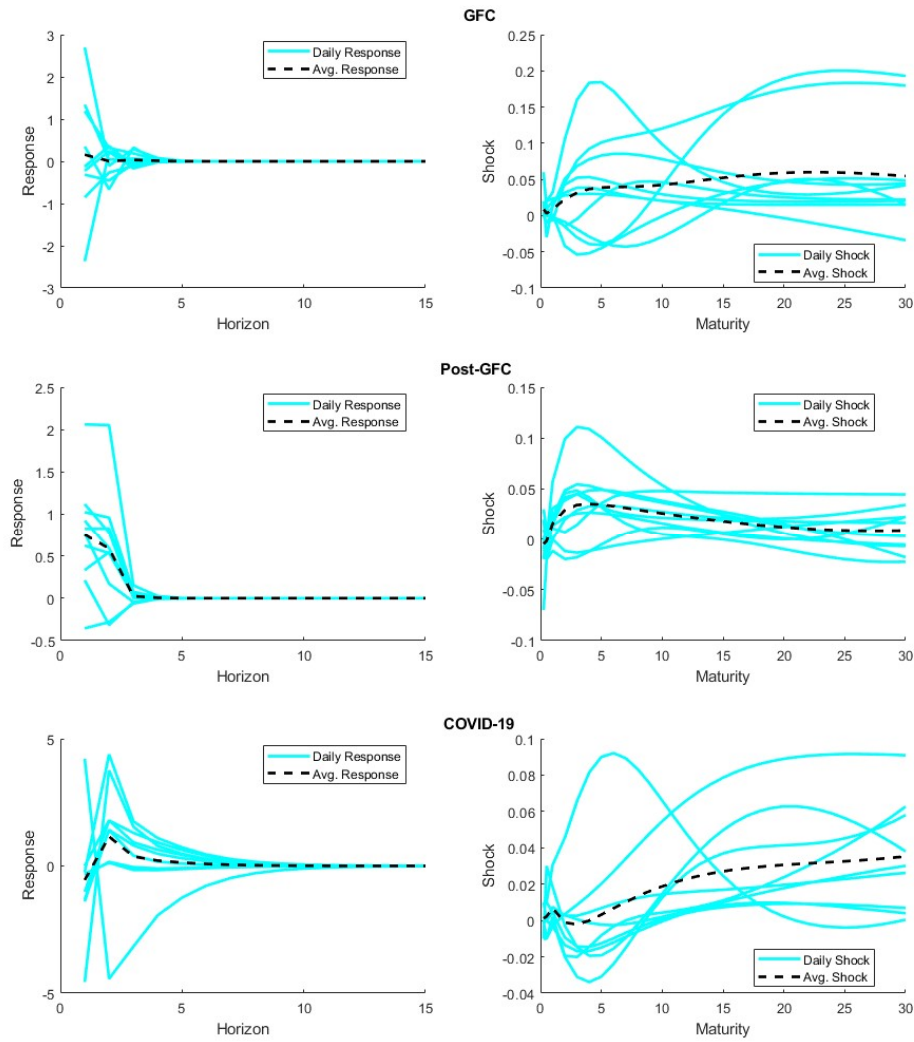 GFC
3
2
1
0
-1
-2
-3
Response
0 5 10 15
Horizon
Daily Response
Avg. Response
0.25
0.2
0.15
0.1
0.05
0
-0.05
-0.1
Shock
0 5 10 15 20 25 30
Maturity
Daily Shock
Avg. Shock
Post-GFC
2.5
2
1.5
1
0.5
0
-0.5
Response
0 5 10 15
Horizon
Daily Response
Avg. Response
0.15
0.1
0.05
0
-0.05
-0.1
Shock
0 5 10 15 20 25 30
Maturity
Daily Shock
Avg. Shock
COVID-19
5
0
-5
Response
0 5 10 15
Horizon
Daily Response
Avg. Response
0.1
0.08
0.06
0.04
0.02
0
-0.02
-0.04
Shock
0 5 10 15 20 25 30
Maturity
Daily Shock
Avg. Shock